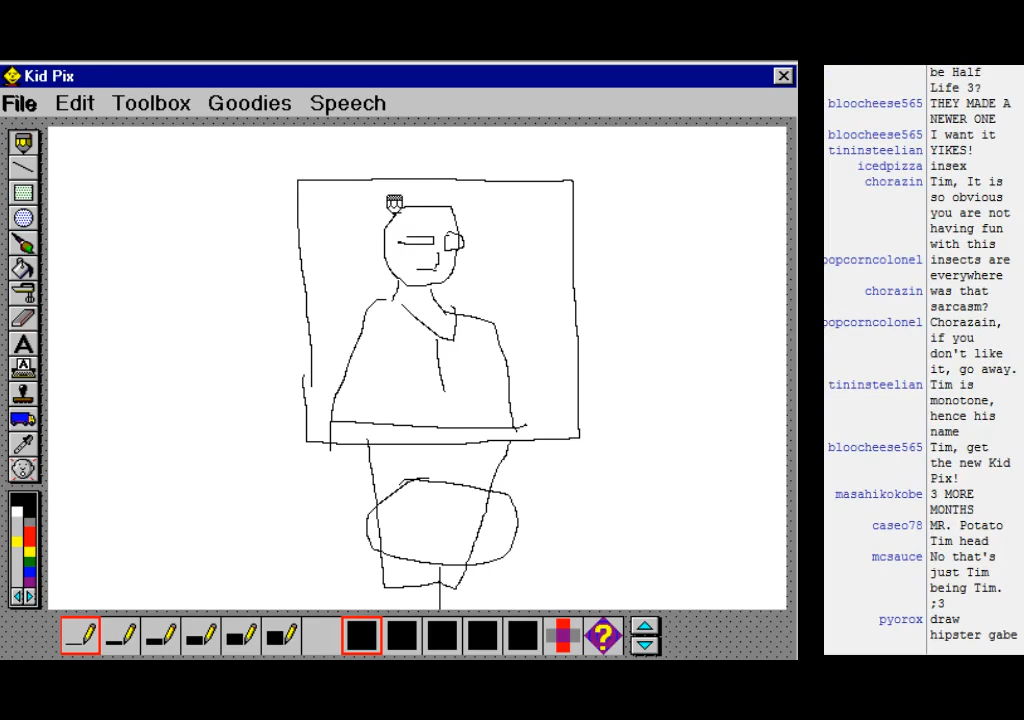 Kid Pix
File Edit Toolbox Goodies Speech
A
A
?
be Half
Life 3?
bloocheese565 THEY MADE A
NEWER ONE
bloocheese565 I want it
tininsteelian YIKES!
icedpizza insex
chorazin Tim, It is
so obvious
you are not
having fun
with this
popcorncolonel insects are
everywhere
chorazin was that
sarcasm?
popcorncolonel Chorazain,
if you
don't like
it, go away.
tininsteelian Tim is
monotone,
hence his
name
bloocheese565 Tim, get
the new Kid
Pix!
masahikokobe 3 MORE
MONTHS
caseo78 MR. Potato
Tim head
mcsauce No that's
just Tim
being Tim.
;3
pyorox draw
hipster gabe